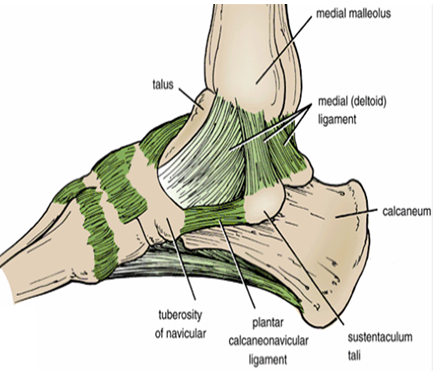 medial malleolus
talus
medial (deltoid)
ligament
calcaneum
tuberosity
of navicular
plantar
calcaneonavicular
ligament
sustentaculum
tali